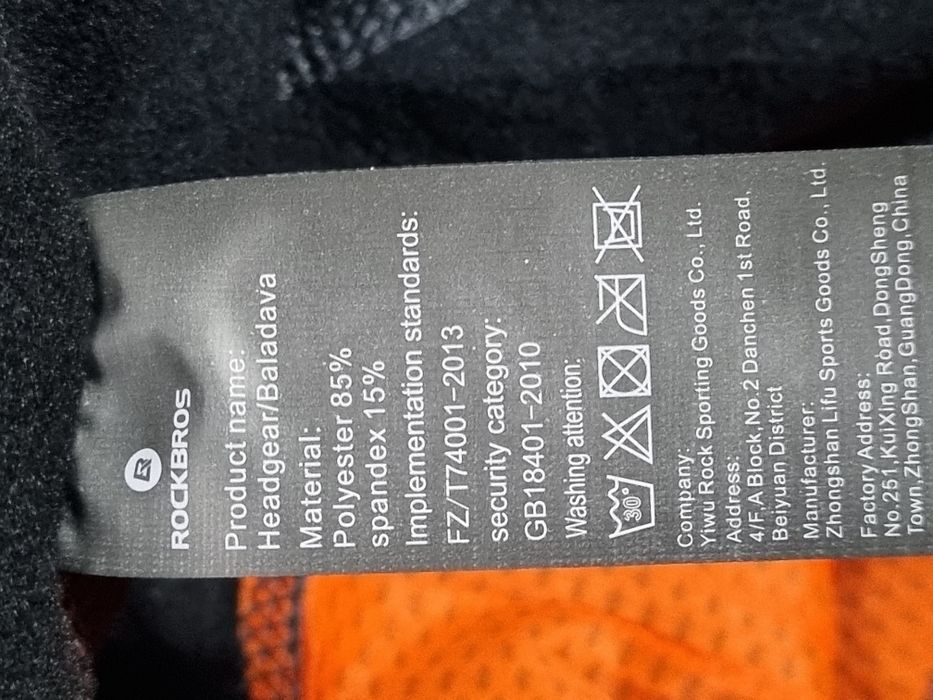 ROCKBROS
Product name:
Headgear/Baladava
Material:
Polyester 85%
spandex 15%
Implementation standards:
FZ/T74001-2013
security category:
GB18401-2010
Washing attention:
30°
Company:
Yiwu Rock Sporting Goods Co., Ltd.
Address:
4/F,A Block,No.2 Danchen 1st Road,
Beiyuan District
Manufacturer:
Zhongshan Lifu Sports Goods Co., Ltd
Factory Address:
No.251,KuiXing Road,DongSheng
Town,ZhongShan,GuangDong,China